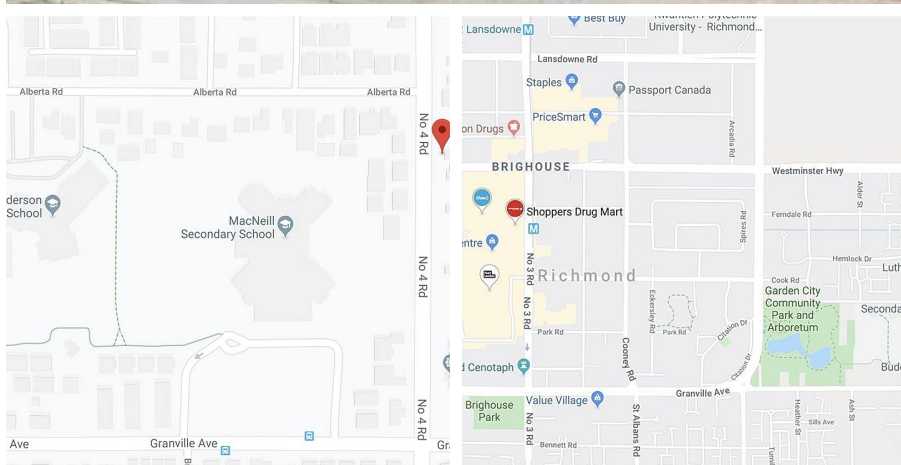 Alberta Rd
Alberta Rd
Alberta Rd
No 4 Rd
derson
School
MacNeill
Secondary School
No 4 Rd
No 4 Rd
Ave
Granville Ave
Gr
B
Lansdowne
M
Best Buy
Kwantlen Polytechnic
University - Richmond...
Lansdowne Rd
Staples
Passport Canada
PriceSmart
on Drugs
Arcadia Rd
BRIGHOUSE
Westminster Hwy
Alder St
Shoppers Drug Mart
Ferndale Rd
M
Spires Rd
entre
No 3 Rd
Hemlock Dr
Luth
Richmond
Cook Rd
Garden City
Community
Park and
Arboretum
Eckersley Rd
Seconda
Park Rd
Park Rd
Citation Dr
Cooney Rd
Citation Dr
d Cenotaph
Bud
Granville Ave
Value Village
Brighouse
Park
No 3 Rd
St Albans Rd
Heather St
Ash St
Sills Ave
Bennett Rd